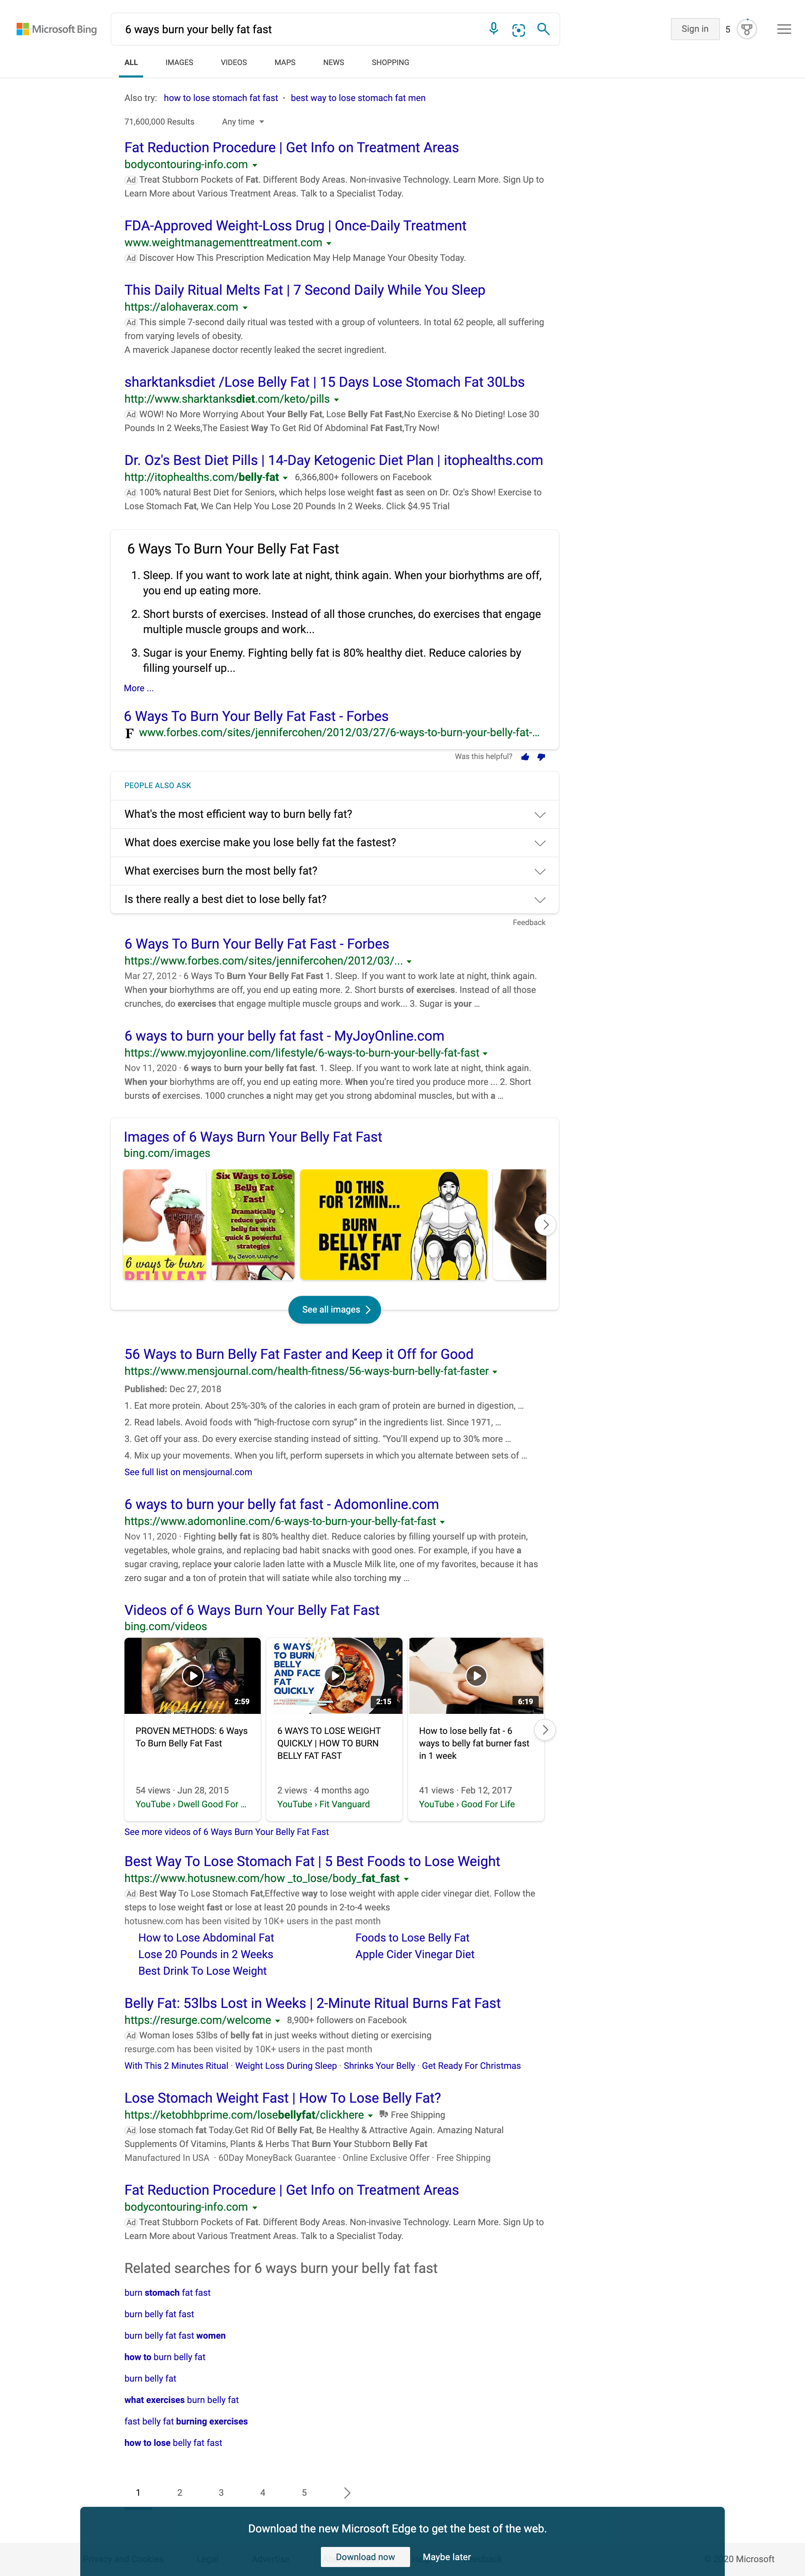 Microsoft Bing
6 ways burn your belly fat fast
Sign in
5
ALL IMAGES VIDEOS MAPS NEWS SHOPPING
Also try: how to lose stomach fat fast · best way to lose stomach fat men
71,600,000 Results Any time
Fat Reduction Procedure | Get Info on Treatment Areas
bodycontouring-info.com
Ad Treat Stubborn Pockets of Fat. Different Body Areas. Non-invasive Technology. Learn More. Sign Up to
Learn More about Various Treatment Areas. Talk to a Specialist Today.
FDA-Approved Weight-Loss Drug | Once-Daily Treatment
www.weightmanagementtreatment.com
Ad Discover How This Prescription Medication May Help Manage Your Obesity Today.
This Daily Ritual Melts Fat | 7 Second Daily While You Sleep
https://alohaverax.com
Ad This simple 7-second daily ritual was tested with a group of volunteers. In total 62 people, all suffering
from varying levels of obesity.
A maverick Japanese doctor recently leaked the secret ingredient.
sharktanksdiet /Lose Belly Fat | 15 Days Lose Stomach Fat 30Lbs
http://www.sharktanksdiet.com/keto/pills
Ad WOW! No More Worrying About Your Belly Fat, Lose Belly Fat Fast,No Exercise & No Dieting! Lose 30
Pounds In 2 Weeks,The Easiest Way To Get Rid Of Abdominal Fat Fast,Try Now!
Dr. Oz's Best Diet Pills | 14-Day Ketogenic Diet Plan | itophealths.com
http://itophealths.com/belly-fat 6,366,800+ followers on Facebook
Ad 100% natural Best Diet for Seniors, which helps lose weight fast as seen on Dr. Oz's Show! Exercise to
Lose Stomach Fat, We Can Help You Lose 20 Pounds In 2 Weeks. Click $4.95 Trial
6 Ways To Burn Your Belly Fat Fast
1. Sleep. If you want to work late at night, think again. When your biorhythms are off,
you end up eating more.
2. Short bursts of exercises. Instead of all those crunches, do exercises that engage
multiple muscle groups and work...
3. Sugar is your Enemy. Fighting belly fat is 80% healthy diet. Reduce calories by
filling yourself up...
More ...
6 Ways To Burn Your Belly Fat Fast - Forbes
F www.forbes.com/sites/jennifercohen/2012/03/27/6-ways-to-burn-your-belly-fat-...
Was this helpful?
PEOPLE ALSO ASK
What's the most efficient way to burn belly fat?
What does exercise make you lose belly fat the fastest?
What exercises burn the most belly fat?
Is there really a best diet to lose belly fat?
Feedback
6 Ways To Burn Your Belly Fat Fast - Forbes
https://www.forbes.com/sites/jennifercohen/2012/03/...
Mar 27, 2012 · 6 Ways To Burn Your Belly Fat Fast 1. Sleep. If you want to work late at night, think again.
When your biorhythms are off, you end up eating more. 2. Short bursts of exercises. Instead of all those
crunches, do exercises that engage multiple muscle groups and work... 3. Sugar is your …
6 ways to burn your belly fat fast - MyJoyOnline.com
https://www.myjoyonline.com/lifestyle/6-ways-to-burn-your-belly-fat-fast
Nov 11, 2020 · 6 ways to burn your belly fat fast. 1. Sleep. If you want to work late at night, think again.
When your biorhythms are off, you end up eating more. When you're tired you produce more ... 2. Short
bursts of exercises. 1000 crunches a night may get you strong abdominal muscles, but with a …
Images of 6 Ways Burn Your Belly Fat Fast
bing.com/images
6 ways to burn
BELLY FAT
Six Ways to Lose
Belly Fat
Fast!
Dramatically
reduce you're
belly fat with
quick & powerful
strategies
By Jevon Wayne
DO THIS
FOR 12MIN...
BURN
BELLY FAT
FAST
See all images
56 Ways to Burn Belly Fat Faster and Keep it Off for Good
https://www.mensjournal.com/health-fitness/56-ways-burn-belly-fat-faster
Published: Dec 27, 2018
1. Eat more protein. About 25%-30% of the calories in each gram of protein are burned in digestion, …
2. Read labels. Avoid foods with "high-fructose corn syrup" in the ingredients list. Since 1971, …
3. Get off your ass. Do every exercise standing instead of sitting. "You'll expend up to 30% more …
4. Mix up your movements. When you lift, perform supersets in which you alternate between sets of …
See full list on mensjournal.com
6 ways to burn your belly fat fast - Adomonline.com
https://www.adomonline.com/6-ways-to-burn-your-belly-fat-fast
Nov 11, 2020 · Fighting belly fat is 80% healthy diet. Reduce calories by filling yourself up with protein,
vegetables, whole grains, and replacing bad habit snacks with good ones. For example, if you have a
sugar craving, replace your calorie laden latte with a Muscle Milk lite, one of my favorites, because it has
zero sugar and a ton of protein that will satiate while also torching my …
Videos of 6 Ways Burn Your Belly Fat Fast
bing.com/videos
WOAH!!!!
2:59
6 WAYS
TO BURN
BELLY
AND FACE
FAT
QUICKLY
2:15
6:19
PROVEN METHODS: 6 Ways
To Burn Belly Fat Fast
54 views · Jun 28, 2015
YouTube › Dwell Good For ...
6 WAYS TO LOSE WEIGHT
QUICKLY | HOW TO BURN
BELLY FAT FAST
2 views · 4 months ago
YouTube › Fit Vanguard
How to lose belly fat - 6
ways to belly fat burner fast
in 1 week
41 views · Feb 12, 2017
YouTube › Good For Life
See more videos of 6 Ways Burn Your Belly Fat Fast
Best Way To Lose Stomach Fat | 5 Best Foods to Lose Weight
https://www.hotusnew.com/how _to_lose/body_fat_fast
Ad Best Way To Lose Stomach Fat,Effective way to lose weight with apple cider vinegar diet. Follow the
steps to lose weight fast or lose at least 20 pounds in 2-to-4 weeks
hotusnew.com has been visited by 10K+ users in the past month
How to Lose Abdominal Fat Foods to Lose Belly Fat
Lose 20 Pounds in 2 Weeks Apple Cider Vinegar Diet
Best Drink To Lose Weight
Belly Fat: 53lbs Lost in Weeks | 2-Minute Ritual Burns Fat Fast
https://resurge.com/welcome 8,900+ followers on Facebook
Ad Woman loses 53lbs of belly fat in just weeks without dieting or exercising
resurge.com has been visited by 10K+ users in the past month
With This 2 Minutes Ritual · Weight Loss During Sleep · Shrinks Your Belly · Get Ready For Christmas
Lose Stomach Weight Fast | How To Lose Belly Fat?
https://ketobhbprime.com/losebellyfat/clickhere Free Shipping
Ad lose stomach fat Today.Get Rid Of Belly Fat, Be Healthy & Attractive Again. Amazing Natural
Supplements Of Vitamins, Plants & Herbs That Burn Your Stubborn Belly Fat
Manufactured In USA · 60Day MoneyBack Guarantee · Online Exclusive Offer · Free Shipping
Fat Reduction Procedure | Get Info on Treatment Areas
bodycontouring-info.com
Ad Treat Stubborn Pockets of Fat. Different Body Areas. Non-invasive Technology. Learn More. Sign Up to
Learn More about Various Treatment Areas. Talk to a Specialist Today.
Related searches for 6 ways burn your belly fat fast
burn stomach fat fast
burn belly fat fast
burn belly fat fast women
how to burn belly fat
burn belly fat
what exercises burn belly fat
fast belly fat burning exercises
how to lose belly fat fast
1 2 3 4 5
Download the new Microsoft Edge to get the best of the web.
Download now Maybe later
2020 Microsoft